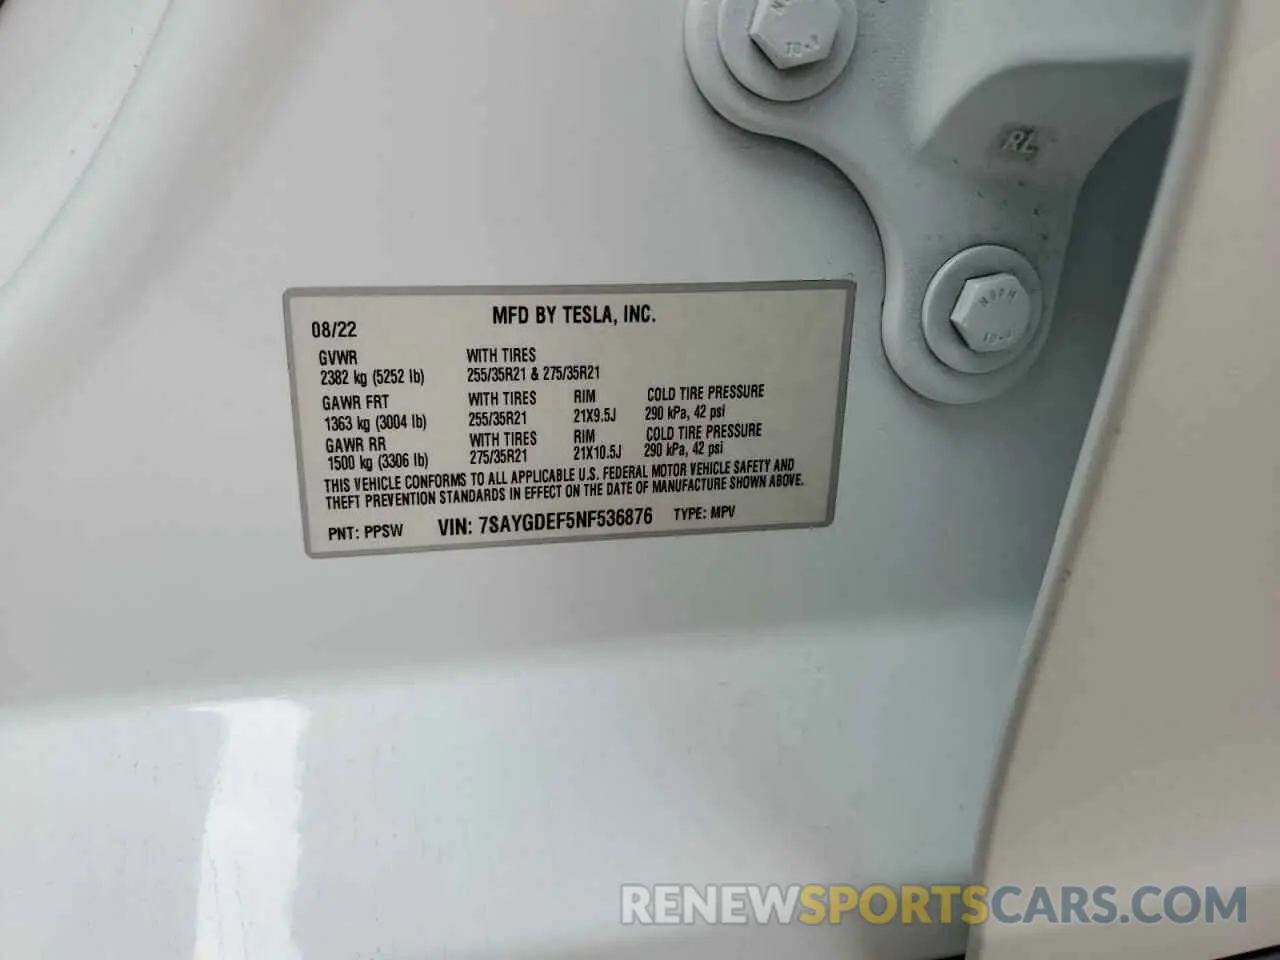 MFD BY TESLA, INC.
08/22
GVWR WITH TIRES
2382 kg (5252 lb) 255/35R21 & 275/35R21
GAWR FRT WITH TIRES RIM COLD TIRE PRESSURE
1363 kg (3004 lb) 255/35R21 21X9.5J 290 kPa, 42 psi
GAWR RR WITH TIRES RIM COLD TIRE PRESSURE
1500 kg (3306 lb) 275/35R21 21X10.5J 290 kPa, 42 psi
THIS VEHICLE CONFORMS TO ALL APPLICABLE U.S. FEDERAL MOTOR VEHICLE SAFETY AND
THEFT PREVENTION STANDARDS IN EFFECT ON THE DATE OF MANUFACTURE SHOWN ABOVE.
PNT: PPSW VIN: 7SAYGDEF5NF536876 TYPE: MPV
RL
RENEWSPORTSCARS.COM